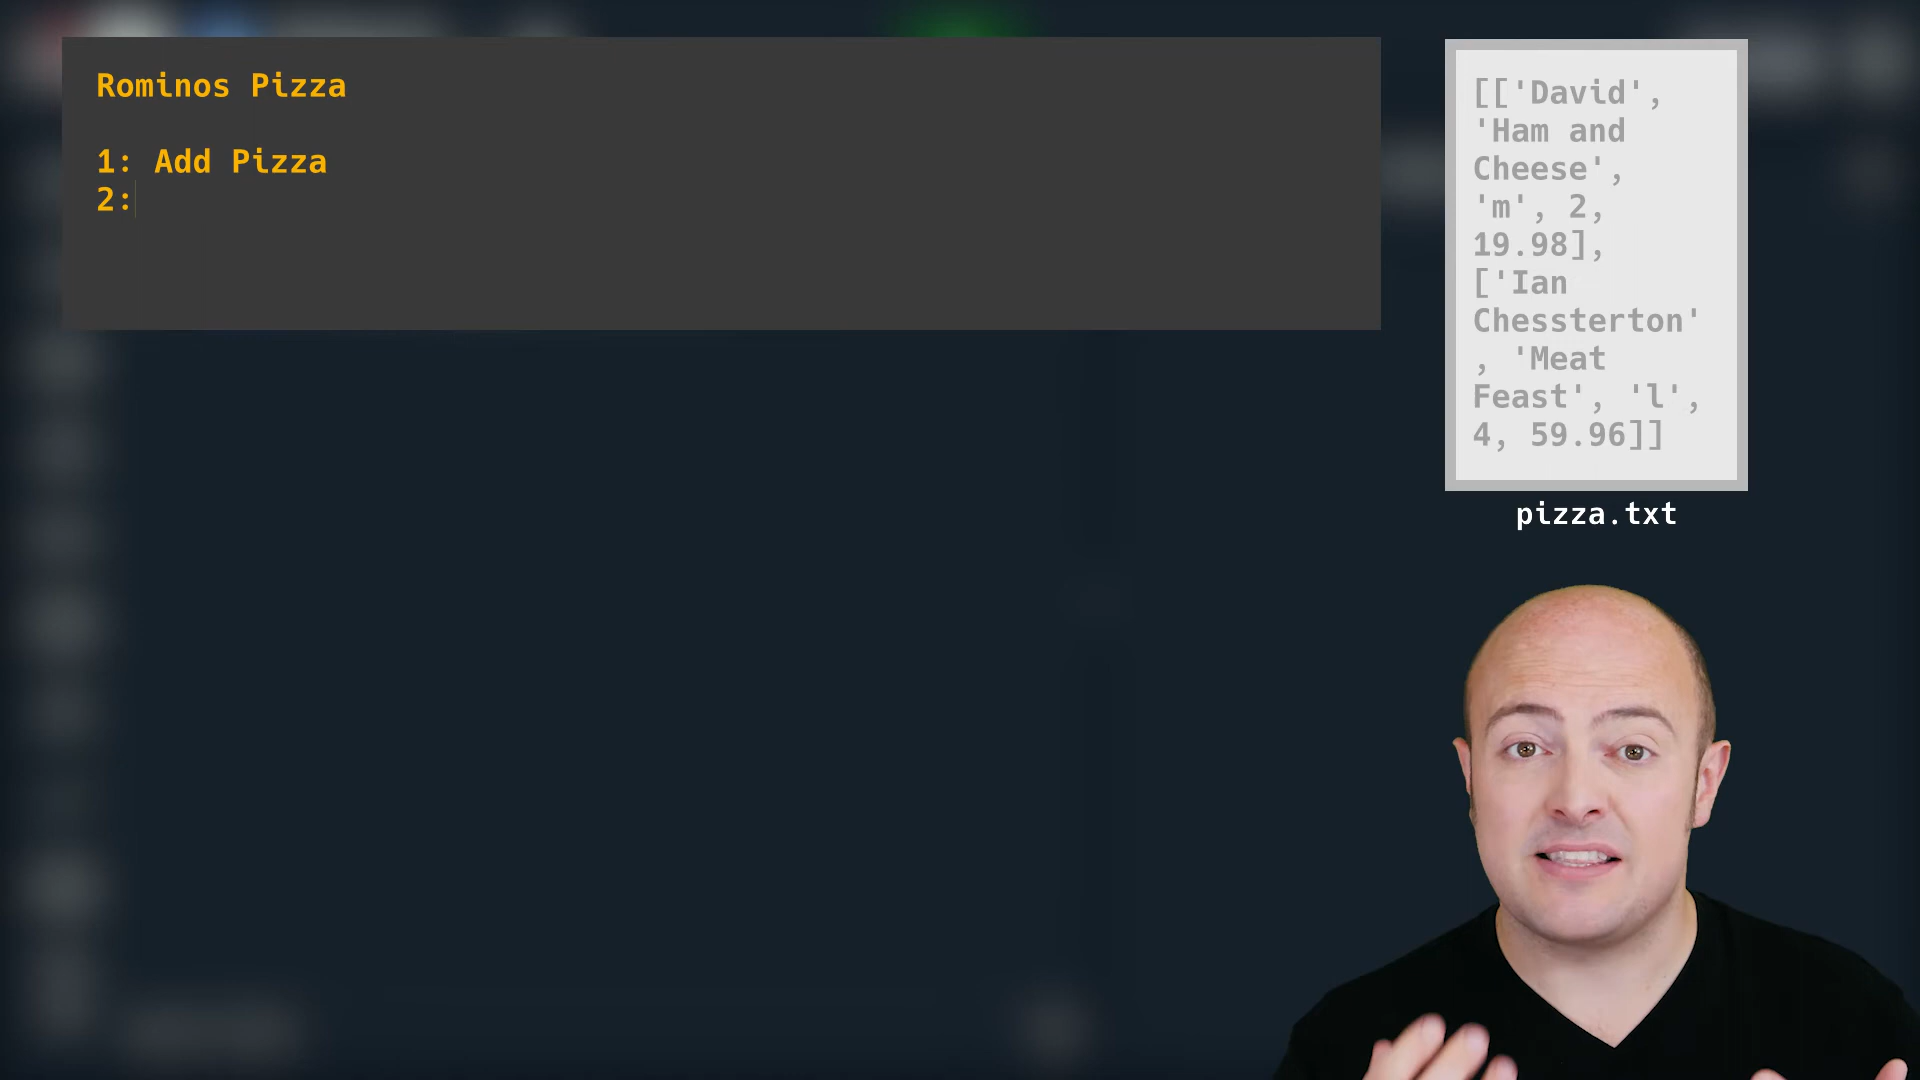 Rominos Pizza
1: Add Pizza
2:
[['David',
'Ham and
Cheese',
'm', 2,
19.98],
['Ian
Chessterton'
, 'Meat
Feast', 'l',
4, 59.96]]
pizza.txt